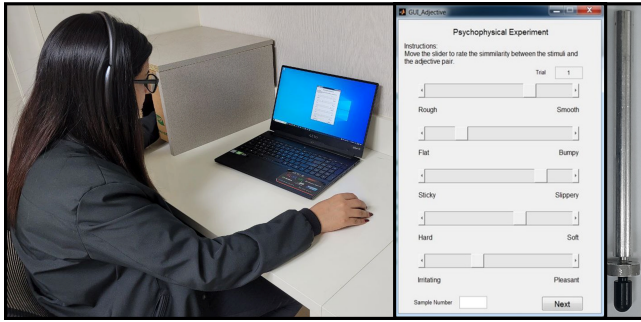 GUI_Adjective
Psychophysical Experiment
Instructions:
Move the slider to rate the simmilarity between the stimuli and
the adjective pair.
Trial 1
Rough Smooth
Flat Bumpy
Sticky Slippery
Hard Soft
Irritating Pleasant
Sample Number Next